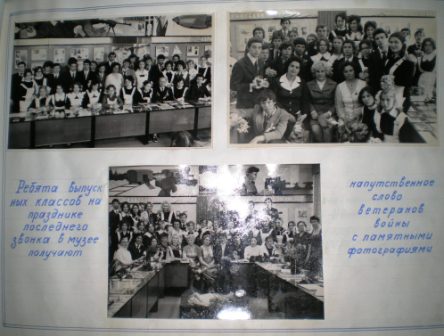 Ребята выпуск
ных классов на
празднике
последнего
звонка в музее
получают
напутственное
слово
ветеранов
войны
с памятными
фотографиями